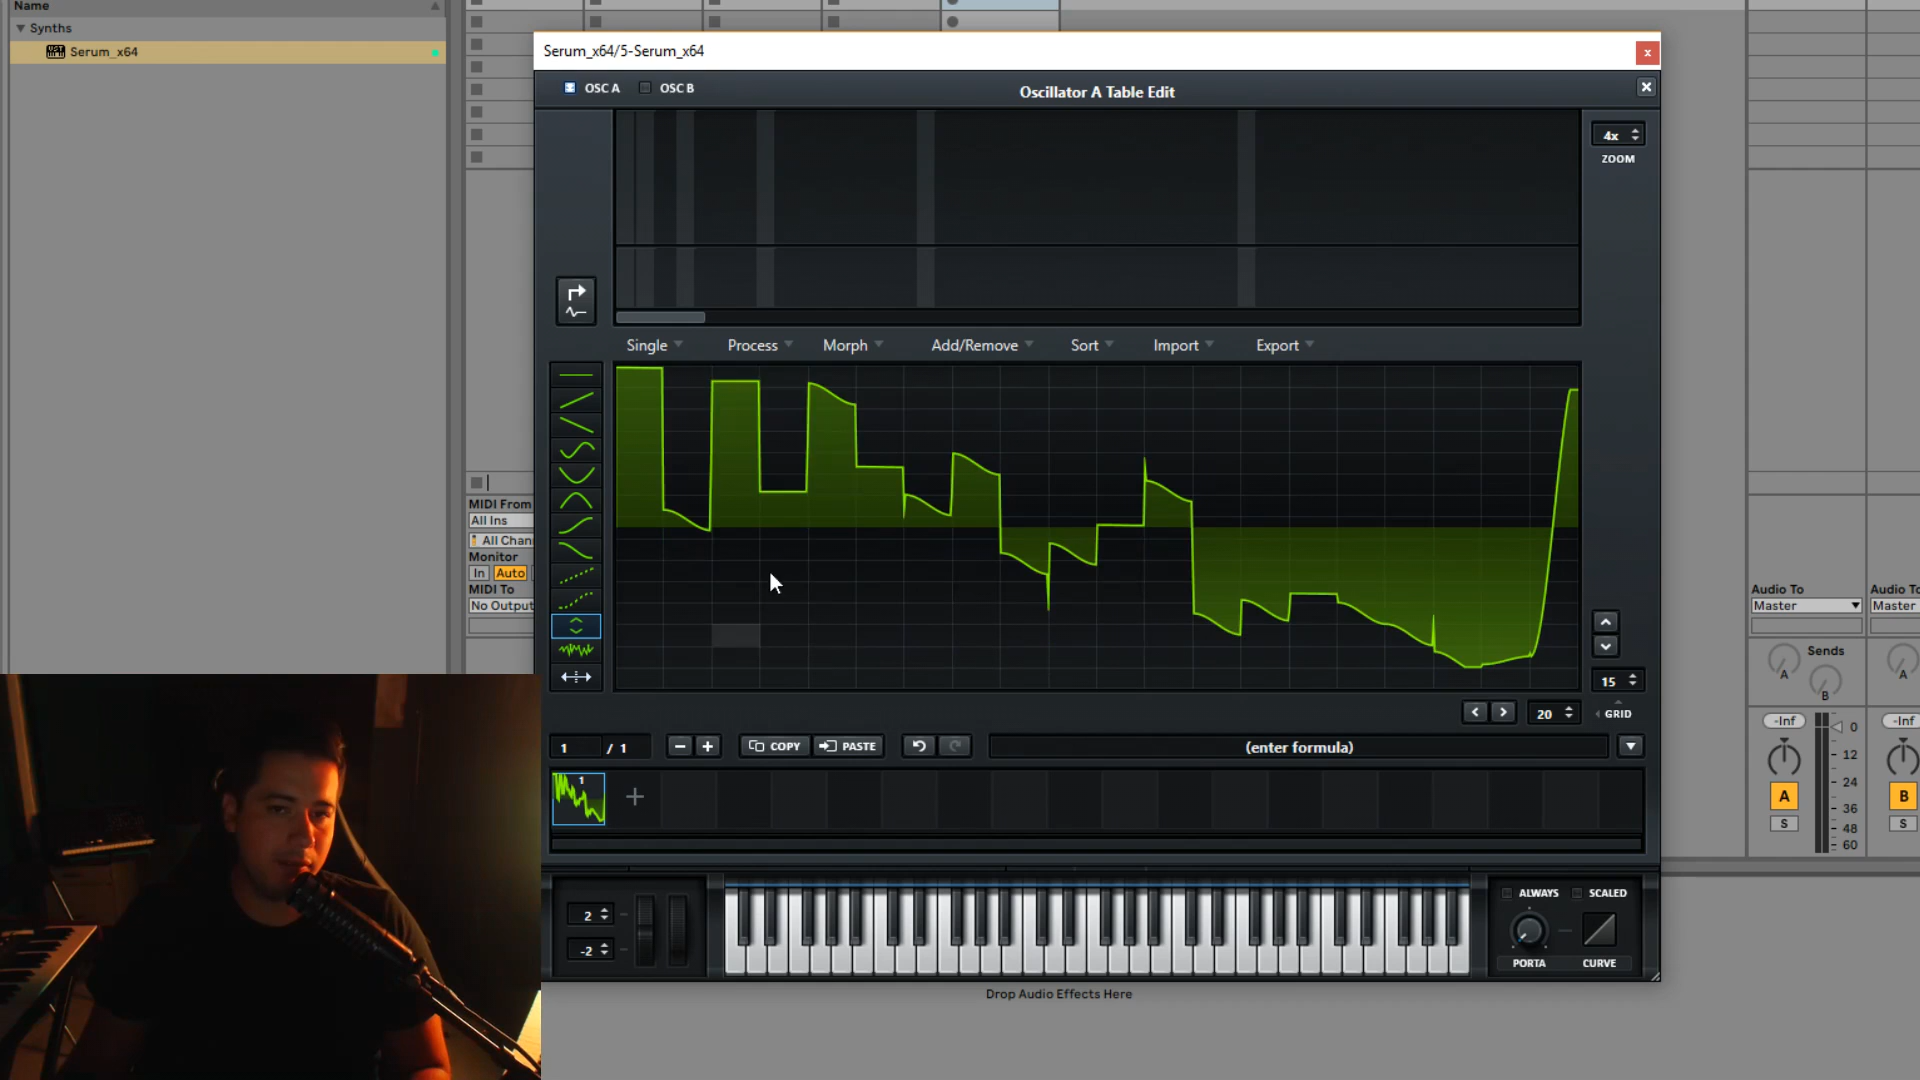 Name
Synths
Serum_x64
Serum_x64/5-Serum_x64
x
OSC A
OSC B
Oscillator A Table Edit
4x
ZOOM
Single
Process
Morph
Add/Remove
Sort
Import
Export
MIDI From
All Ins
All Chan
Monitor
In
Auto
MIDI To
No Output
15
20
GRID
1 / 1
COPY
PASTE
(enter formula)
1
2
-2
ALWAYS
SCALED
PORTA
CURVE
Drop Audio Effects Here
Audio To
Master
Audio To
Master
Sends
A
B
A
-Inf
0
12
24
36
48
60
A
S
-Inf
B
S